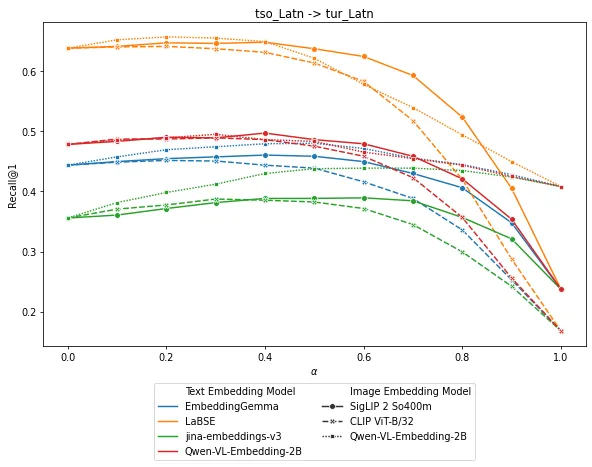 tso_Latn -> tur_Latn
Recall@1
0.6
0.5
0.4
0.3
0.2
0.0 0.2 0.4 0.6 0.8 1.0
α
Text Embedding Model Image Embedding Model
EmbeddingGemma SigLIP 2 So400m
LaBSE CLIP ViT-B/32
jina-embeddings-v3 Qwen-VL-Embedding-2B
Qwen-VL-Embedding-2B